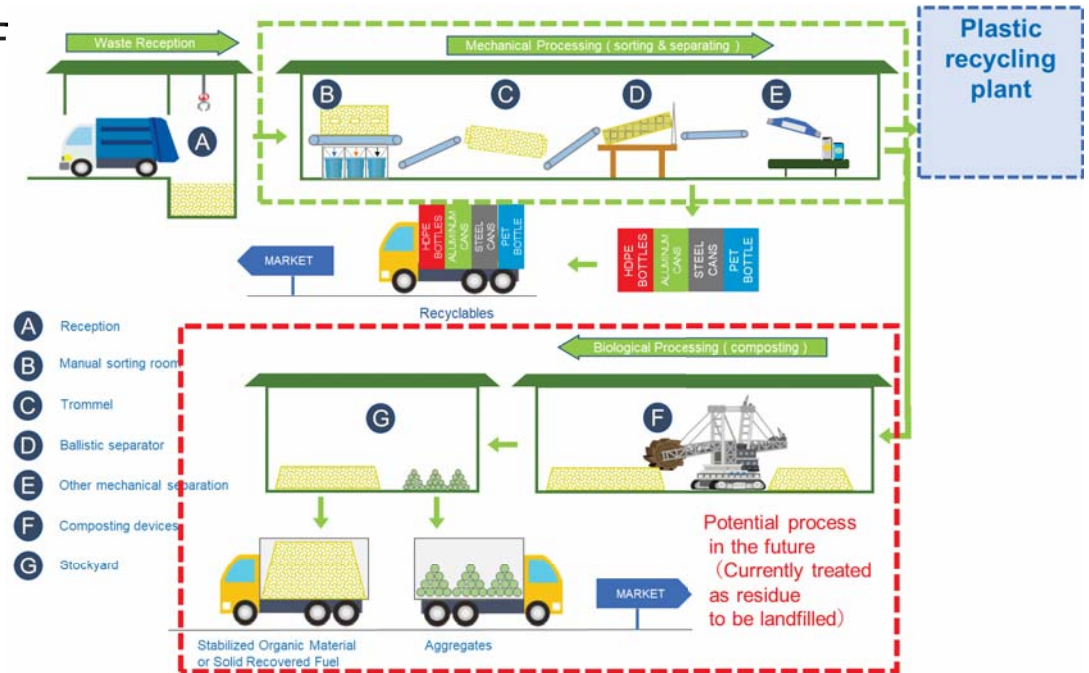 Waste Reception
Mechanical Processing ( sorting & separating )
Plastic
recycling
plant
A
B
C
D
E
HDPE
BOTTLES
ALUMINUM
CANS
STEEL
CANS
PET
BOTTLE
MARKET
HDPE
BOTTLES
ALUMINUM
CANS
STEEL
CANS
PET
BOTTLE
Recyclables
A Reception
B Manual sorting room
C Trommel
D Ballistic separator
E Other mechanical separation
F Composting devices
G Stockyard
Biological Processing ( composting )
G
F
Potential process
in the future
(Currently treated
as residue
to be landfilled)
MARKET
Stabilized Organic Material
or Solid Recovered Fuel
Aggregates